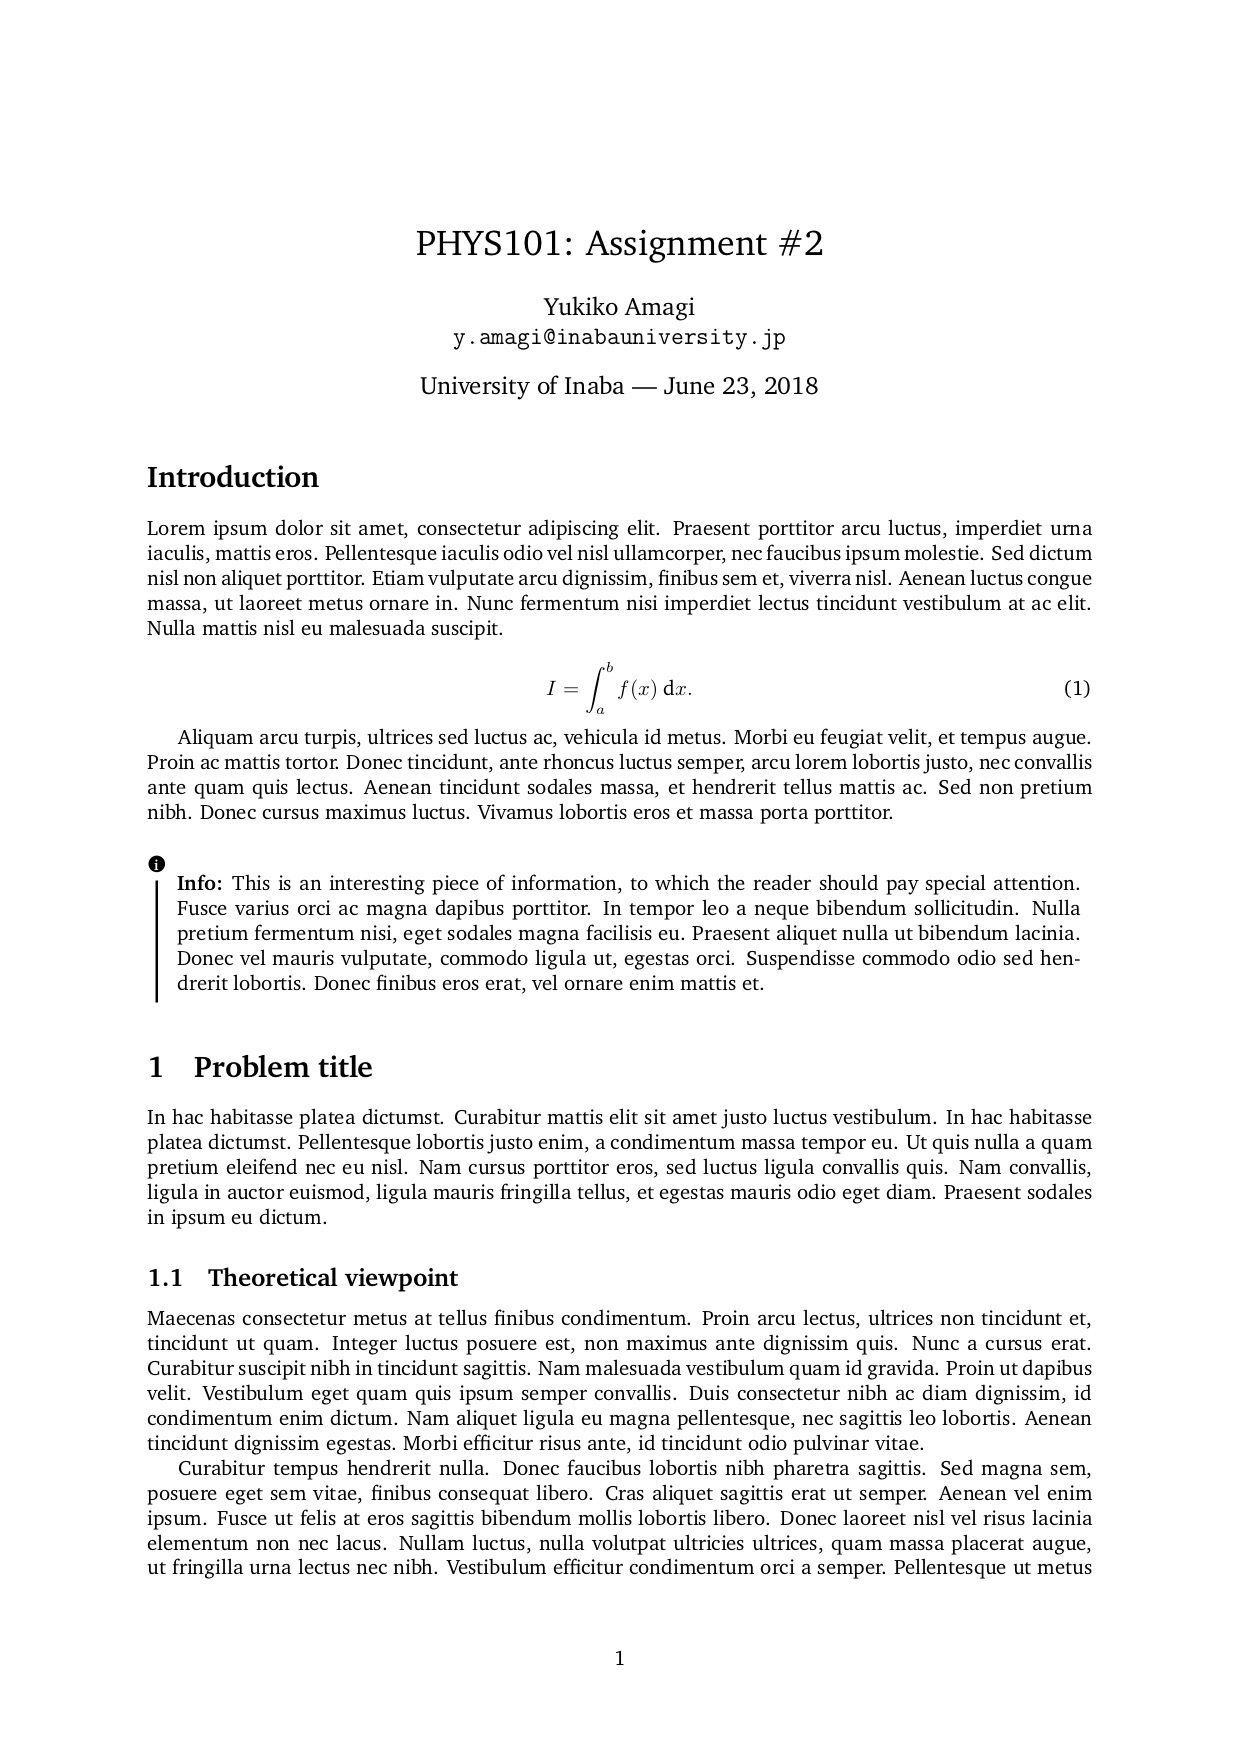 PHYS101: Assignment #2
Yukiko Amagi
y.amagi@inabauniversity.jp
University of Inaba — June 23, 2018
Introduction
Lorem ipsum dolor sit amet, consectetur adipiscing elit. Praesent porttitor arcu luctus, imperdiet urna
iaculis, mattis eros. Pellentesque iaculis odio vel nisl ullamcorper, nec faucibus ipsum molestie. Sed dictum
nisl non aliquet porttitor. Etiam vulputate arcu dignissim, finibus sem et, viverra nisl. Aenean luctus congue
massa, ut laoreet metus ornare in. Nunc fermentum nisi imperdiet lectus tincidunt vestibulum at ac elit.
Nulla mattis nisl eu malesuada suscipit.
I = ∫_a^b f(x) dx. (1)
Aliquam arcu turpis, ultrices sed luctus ac, vehicula id metus. Morbi eu feugiat velit, et tempus augue.
Proin ac mattis tortor. Donec tincidunt, ante rhoncus luctus semper, arcu lorem lobortis justo, nec convallis
ante quam quis lectus. Aenean tincidunt sodales massa, et hendrerit tellus mattis ac. Sed non pretium
nibh. Donec cursus maximus luctus. Vivamus lobortis eros et massa porta porttitor.
i
Info: This is an interesting piece of information, to which the reader should pay special attention.
Fusce varius orci ac magna dapibus porttitor. In tempor leo a neque bibendum sollicitudin. Nulla
pretium fermentum nisi, eget sodales magna facilisis eu. Praesent aliquet nulla ut bibendum lacinia.
Donec vel mauris vulputate, commodo ligula ut, egestas orci. Suspendisse commodo odio sed hen-
drerit lobortis. Donec finibus eros erat, vel ornare enim mattis et.
1 Problem title
In hac habitasse platea dictumst. Curabitur mattis elit sit amet justo luctus vestibulum. In hac habitasse
platea dictumst. Pellentesque lobortis justo enim, a condimentum massa tempor eu. Ut quis nulla a quam
pretium eleifend nec eu nisl. Nam cursus porttitor eros, sed luctus ligula convallis quis. Nam convallis,
ligula in auctor euismod, ligula mauris fringilla tellus, et egestas mauris odio eget diam. Praesent sodales
in ipsum eu dictum.
1.1 Theoretical viewpoint
Maecenas consectetur metus at tellus finibus condimentum. Proin arcu lectus, ultrices non tincidunt et,
tincidunt ut quam. Integer luctus posuere est, non maximus ante dignissim quis. Nunc a cursus erat.
Curabitur suscipit nibh in tincidunt sagittis. Nam malesuada vestibulum quam id gravida. Proin ut dapibus
velit. Vestibulum eget quam quis ipsum semper convallis. Duis consectetur nibh ac diam dignissim, id
condimentum enim dictum. Nam aliquet ligula eu magna pellentesque, nec sagittis leo lobortis. Aenean
tincidunt dignissim egestas. Morbi efficitur risus ante, id tincidunt odio pulvinar vitae.
Curabitur tempus hendrerit nulla. Donec faucibus lobortis nibh pharetra sagittis. Sed magna sem,
posuere eget sem vitae, finibus consequat libero. Cras aliquet sagittis erat ut semper. Aenean vel enim
ipsum. Fusce ut felis at eros sagittis bibendum mollis lobortis libero. Donec laoreet nisl vel risus lacinia
elementum non nec lacus. Nullam luctus, nulla volutpat ultricies ultrices, quam massa placerat augue,
ut fringilla urna lectus nec nibh. Vestibulum efficitur condimentum orci a semper. Pellentesque ut metus
1